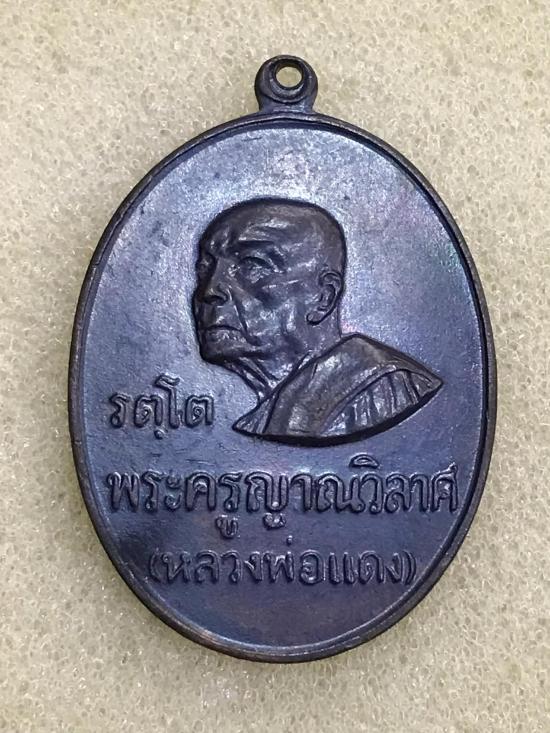 รตฺโต
พระครูญาณวิลาศ
(หลวงพ่อแดง)